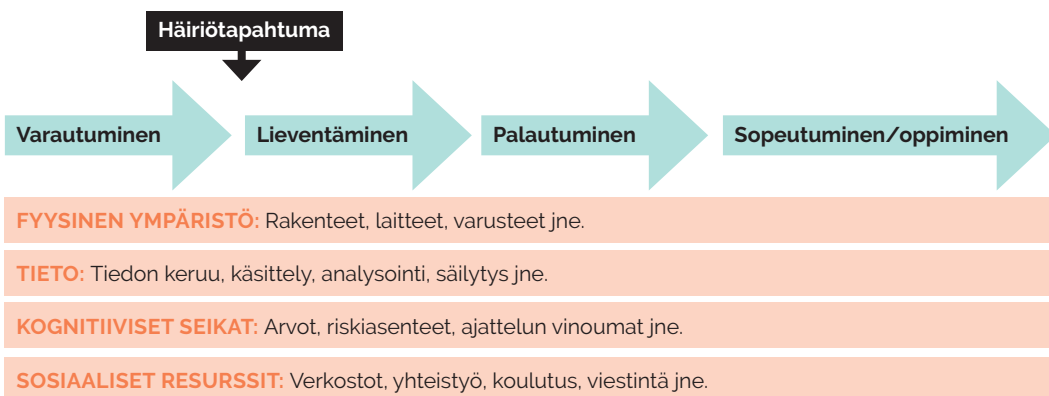 Häiriötapahtuma
Varautuminen
Lieventäminen
Palautuminen
Sopeutuminen/oppiminen
FYYSINEN YMPÄRISTÖ: Rakenteet, laitteet, varusteet jne.
TIETO: Tiedon keruu, käsittely, analysointi, säilytys jne.
KOGNITIIVISET SEIKAT: Arvot, riskiasenteet, ajattelun vinoumat jne.
SOSIAALISET RESURSSIT: Verkostot, yhteistyö, koulutus, viestintä jne.